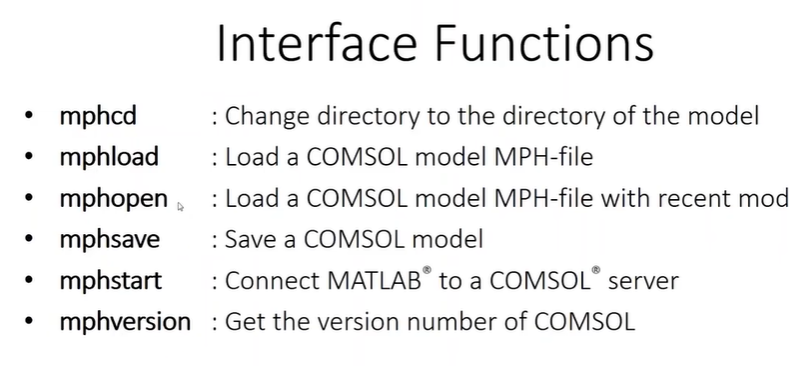 Interface Functions
• mphcd : Change directory to the directory of the model
• mphload : Load a COMSOL model MPH-file
• mphopen : Load a COMSOL model MPH-file with recent mod
• mphsave : Save a COMSOL model
• mphstart : Connect MATLAB® to a COMSOL® server
• mphversion : Get the version number of COMSOL